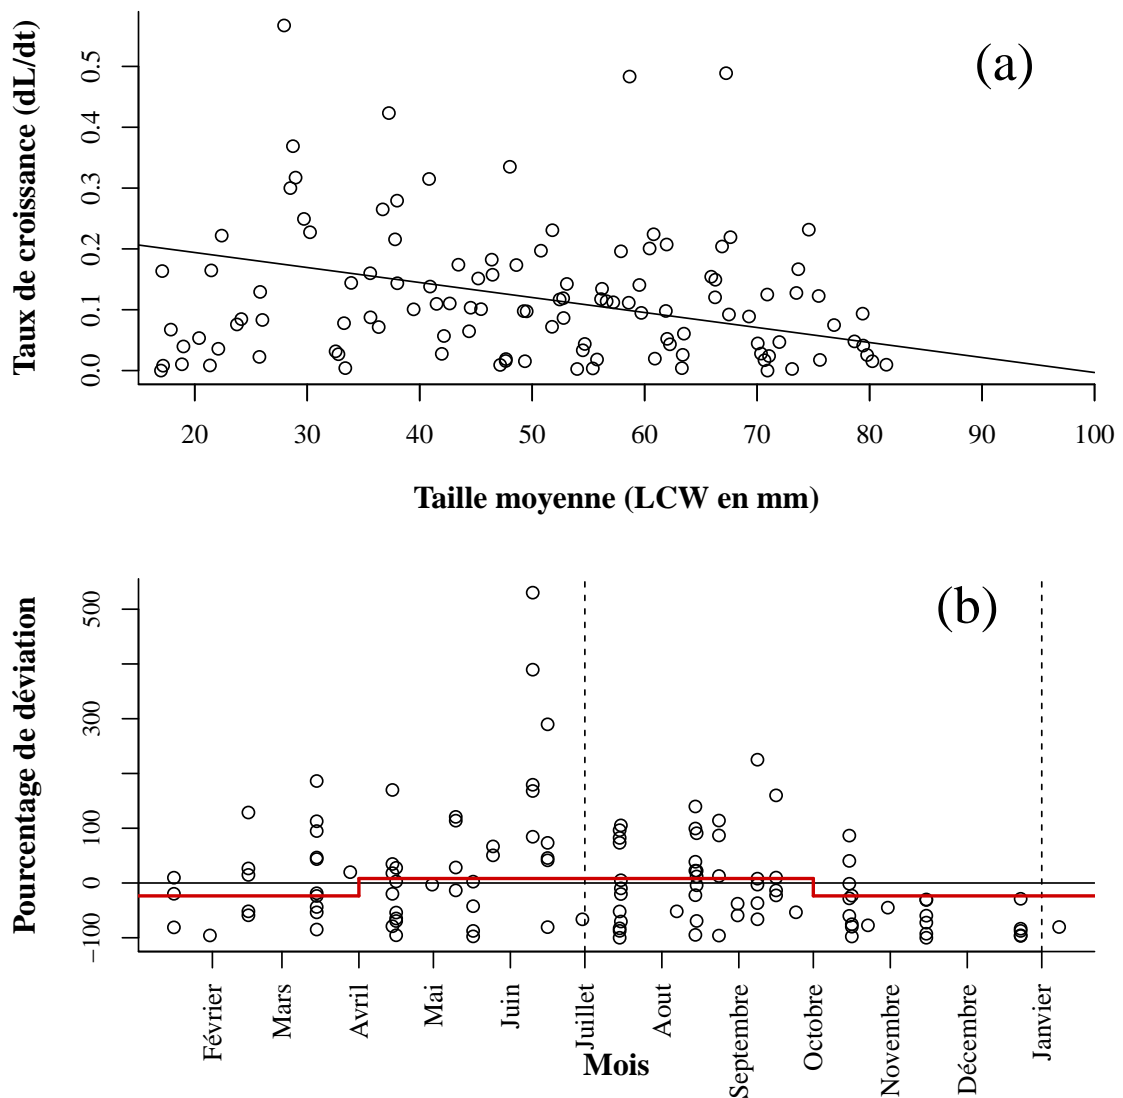 Taux de croissance (dL/dt)
0.5
0.4
0.3
0.2
0.1
0.0
(a)
20 30 40 50 60 70 80 90 100
Taille moyenne (LCW en mm)
Pourcentage de déviation
500
300
100
0
−100
(b)
Février Mars Avril Mai Juin Juillet Aout Septembre Octobre Novembre Décembre Janvier
Mois